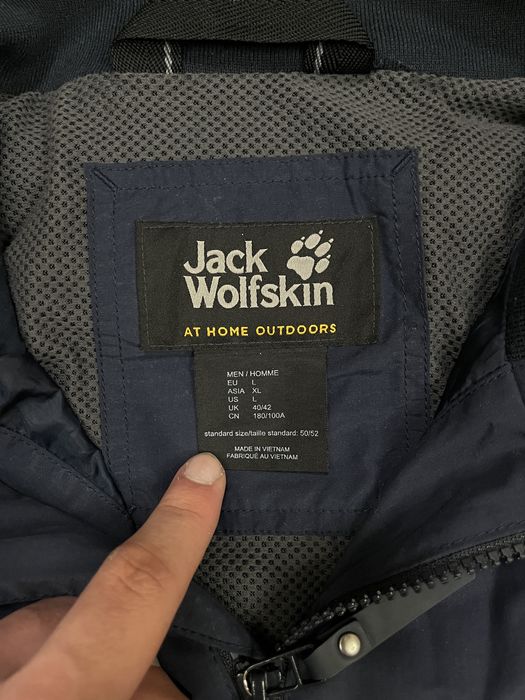 Jack
Wolfskin
AT HOME OUTDOORS
MEN / HOMME
EU L
ASIA XL
US L
UK 40/42
CN 180/100A
standard size/taille standard: 50/52
MADE IN VIETNAM
FABRIQUÉ AU VIETNAM